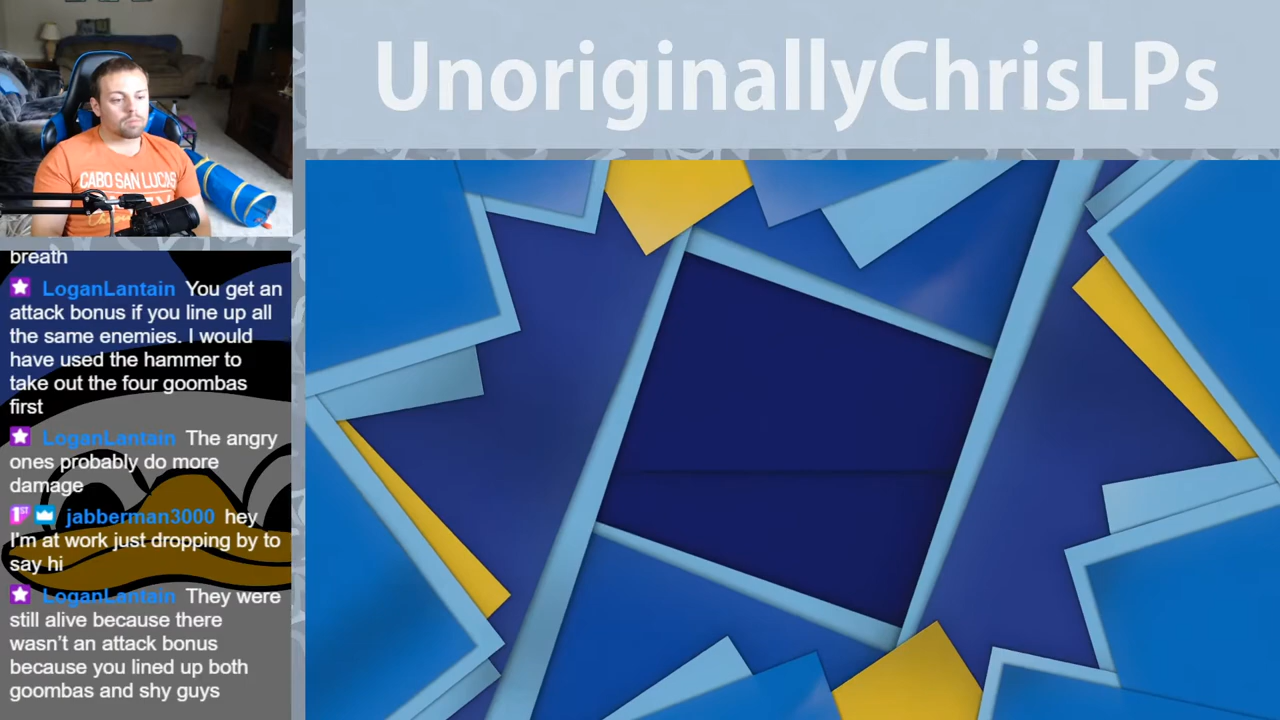 UnoriginallyChrisLPs
CABO SAN LUCAS
breath
LoganLantain You get an
attack bonus if you line up all
the same enemies. I would
have used the hammer to
take out the four goombas
first
LoganLantain The angry
ones probably do more
damage
1ST jabberman3000 hey
I'm at work just dropping by to
say hi
LoganLantain They were
still alive because there
wasn't an attack bonus
because you lined up both
goombas and shy guys